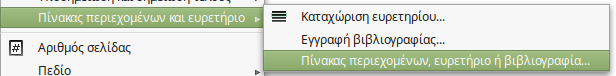 Πίνακας περιεχομένων και ευρετήριο
Αριθμός σελίδας
Πεδίο
Καταχώριση ευρετηρίου...
Εγγραφή βιβλιογραφίας...
Πίνακας περιεχομένων, ευρετήριο ή βιβλιογραφία...